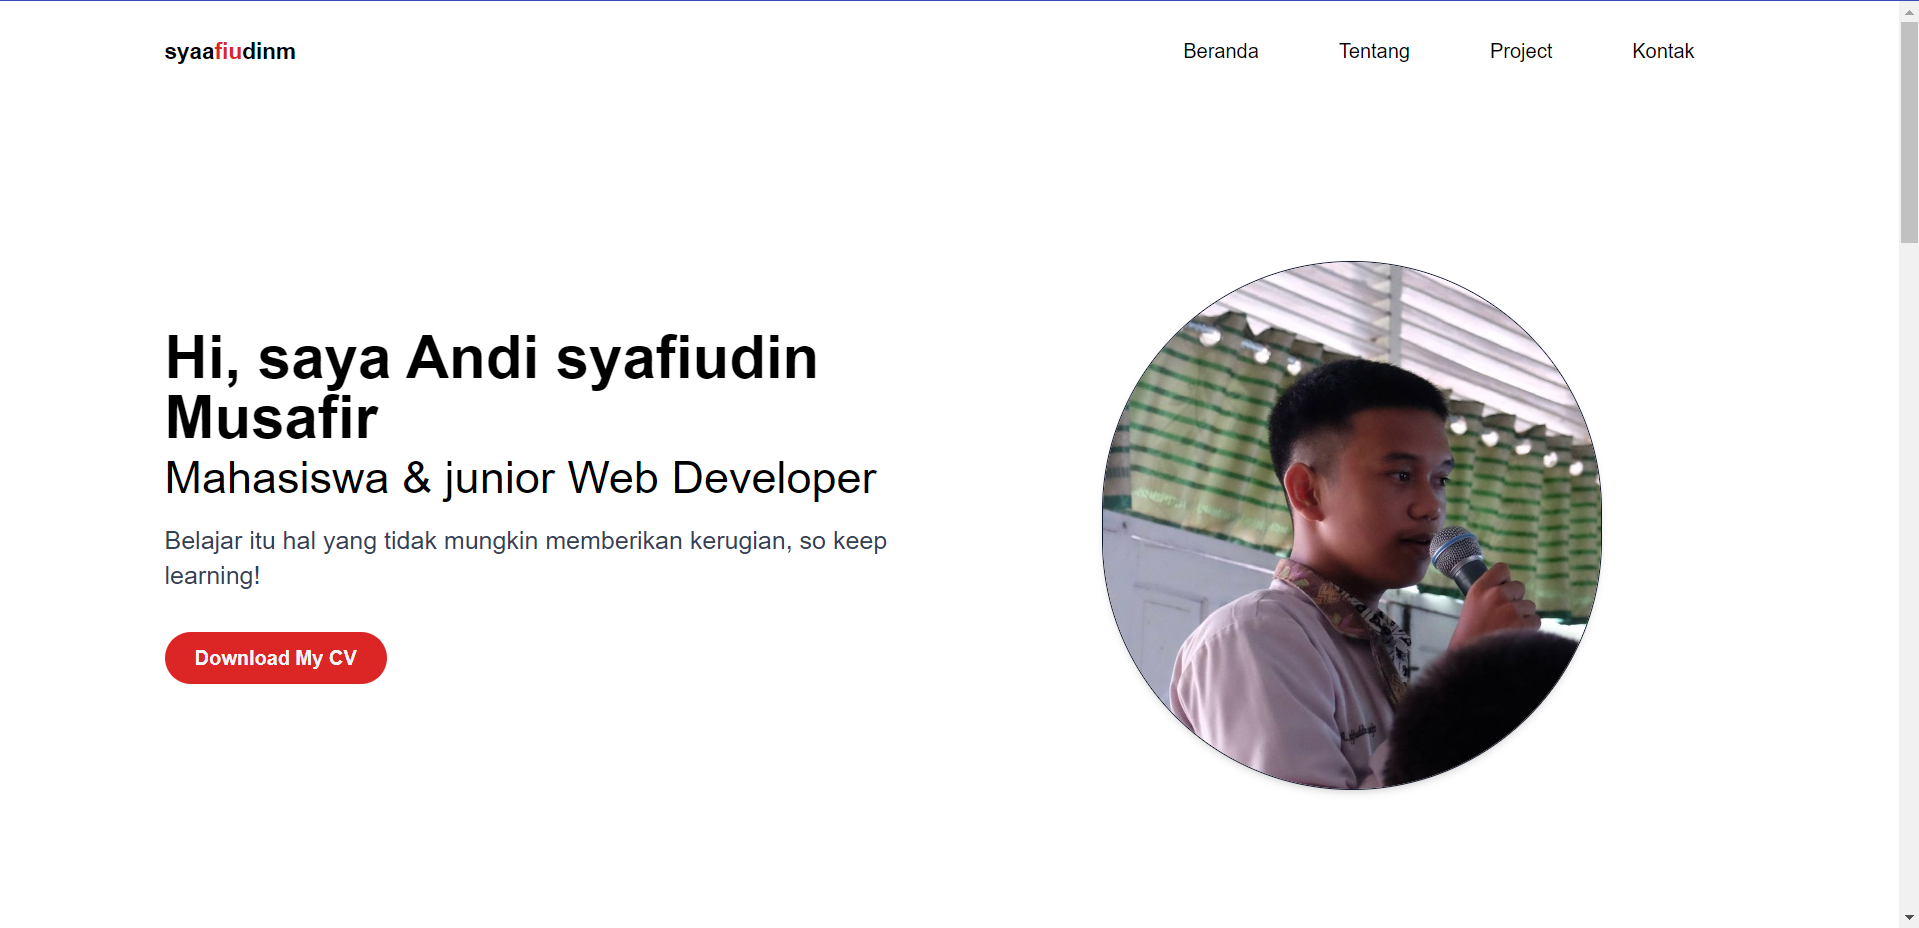 syaafiudinm
Beranda Tentang Project Kontak
Hi, saya Andi syafiudin
Musafir
Mahasiswa & junior Web Developer
Belajar itu hal yang tidak mungkin memberikan kerugian, so keep
learning!
Download My CV